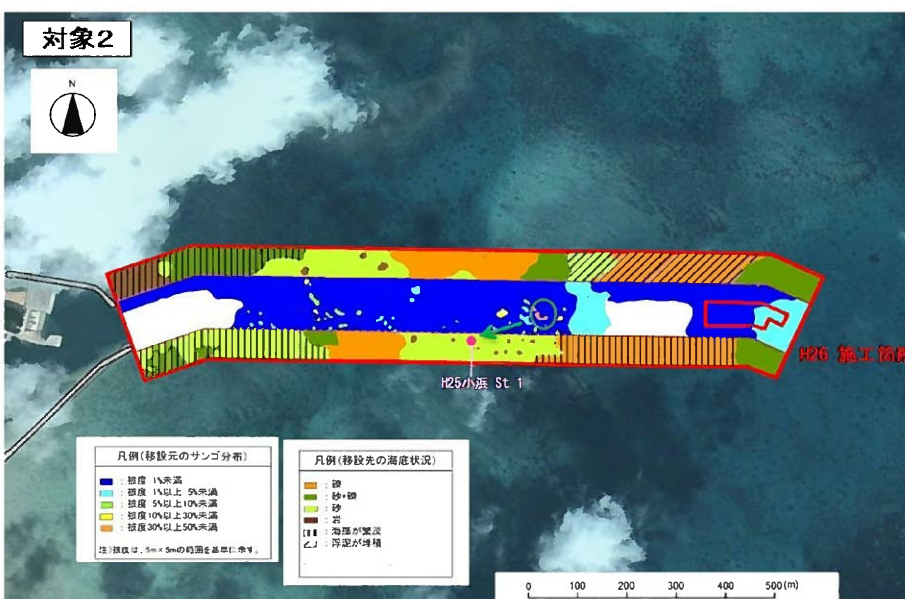 対象2
N
H26 施工箇所
H25小浜 St 1
凡例(移設元のサンゴ分布)
: 被度 1%未満
: 被度 1%以上 5%未満
: 被度 5%以上10%未満
: 被度10%以上30%未満
: 被度30%以上50%未満
注)被度は、5m×5mの範囲を基準に示す。
凡例(移設先の海底状況)
: 礫
: 砂+礫
: 砂
: 岩
: 海藻が繁茂
: 浮泥が堆積
0 100 200 300 400 500(m)